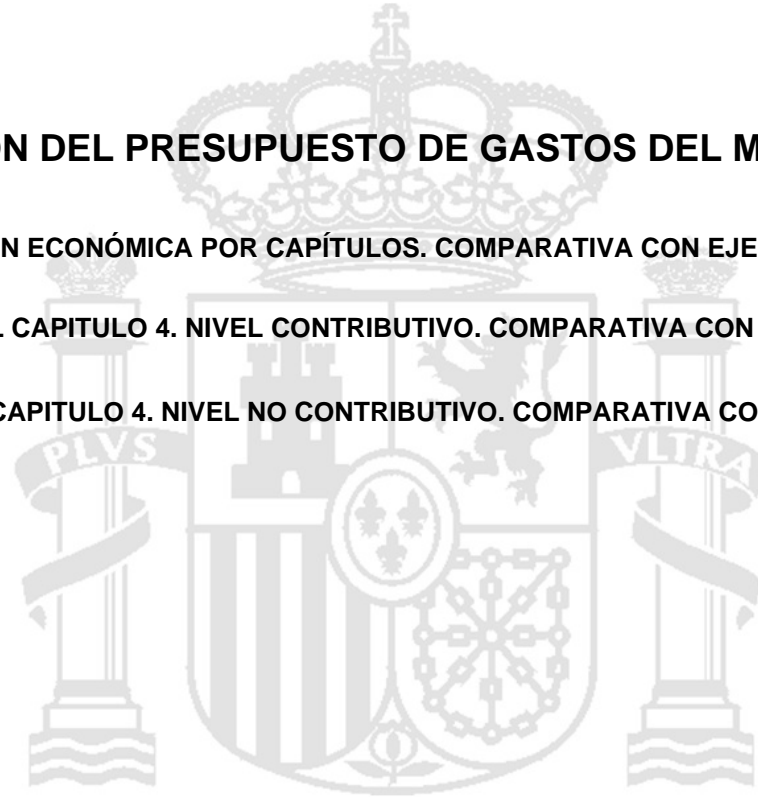 ÓN DEL PRESUPUESTO DE GASTOS DEL M
N ECONÓMICA POR CAPÍTULOS. COMPARATIVA CON EJE
CAPITULO 4. NIVEL CONTRIBUTIVO. COMPARATIVA CON
CAPITULO 4. NIVEL NO CONTRIBUTIVO. COMPARATIVA CO
PLVS VLTRA